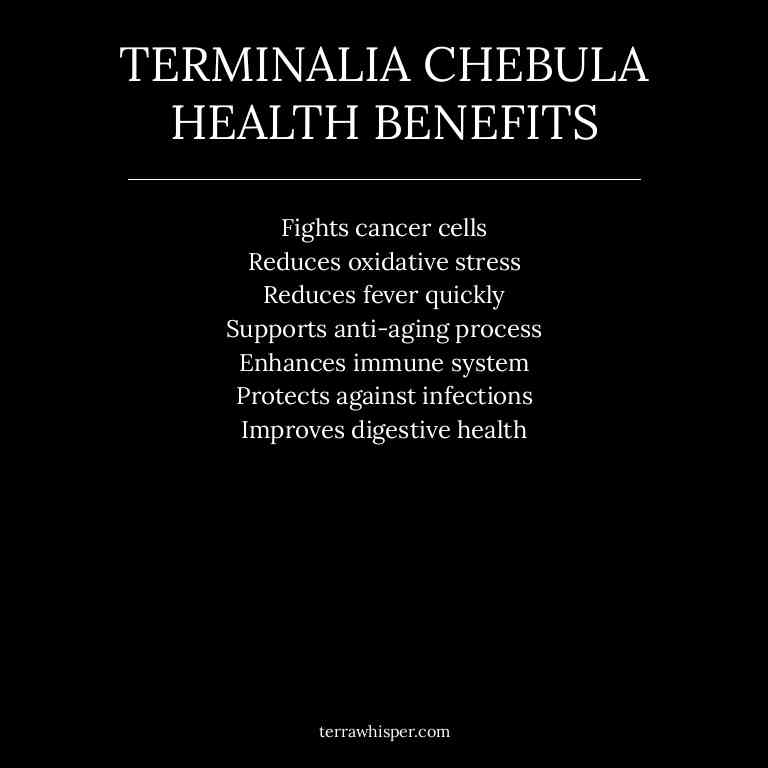 TERMINALIA CHEBULA
HEALTH BENEFITS
Fights cancer cells
Reduces oxidative stress
Reduces fever quickly
Supports anti-aging process
Enhances immune system
Protects against infections
Improves digestive health
terrawhisper.com